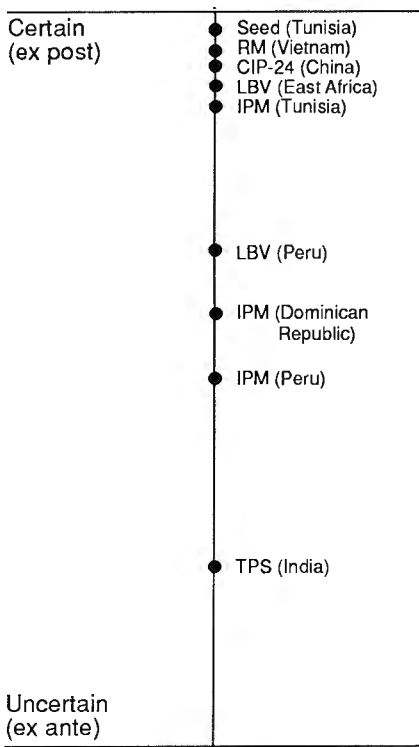 Certain
(ex post)
Seed (Tunisia)
RM (Vietnam)
CIP-24 (China)
LBV (East Africa)
IPM (Tunisia)
LBV (Peru)
IPM (Dominican
Republic)
IPM (Peru)
TPS (India)
Uncertain
(ex ante)